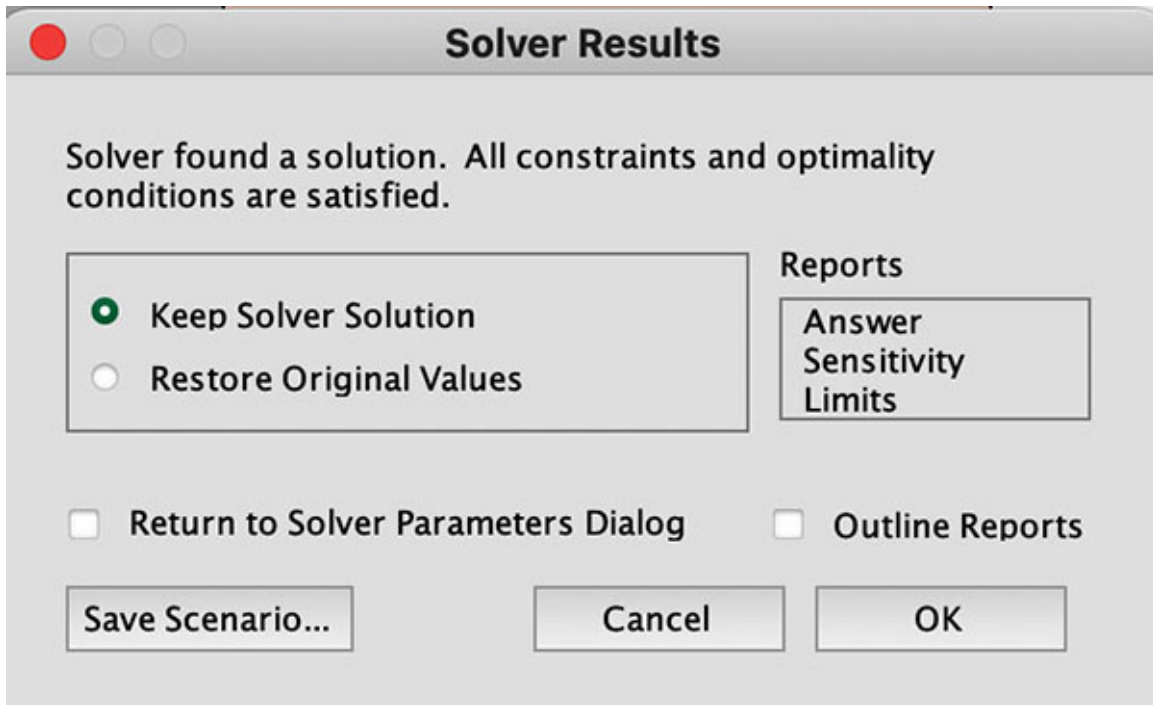 Solver Results
Solver found a solution.  All constraints and optimality
conditions are satisfied.
Keep Solver Solution
Restore Original Values
Reports
Answer
Sensitivity
Limits
Return to Solver Parameters Dialog
Outline Reports
Save Scenario...
Cancel
OK